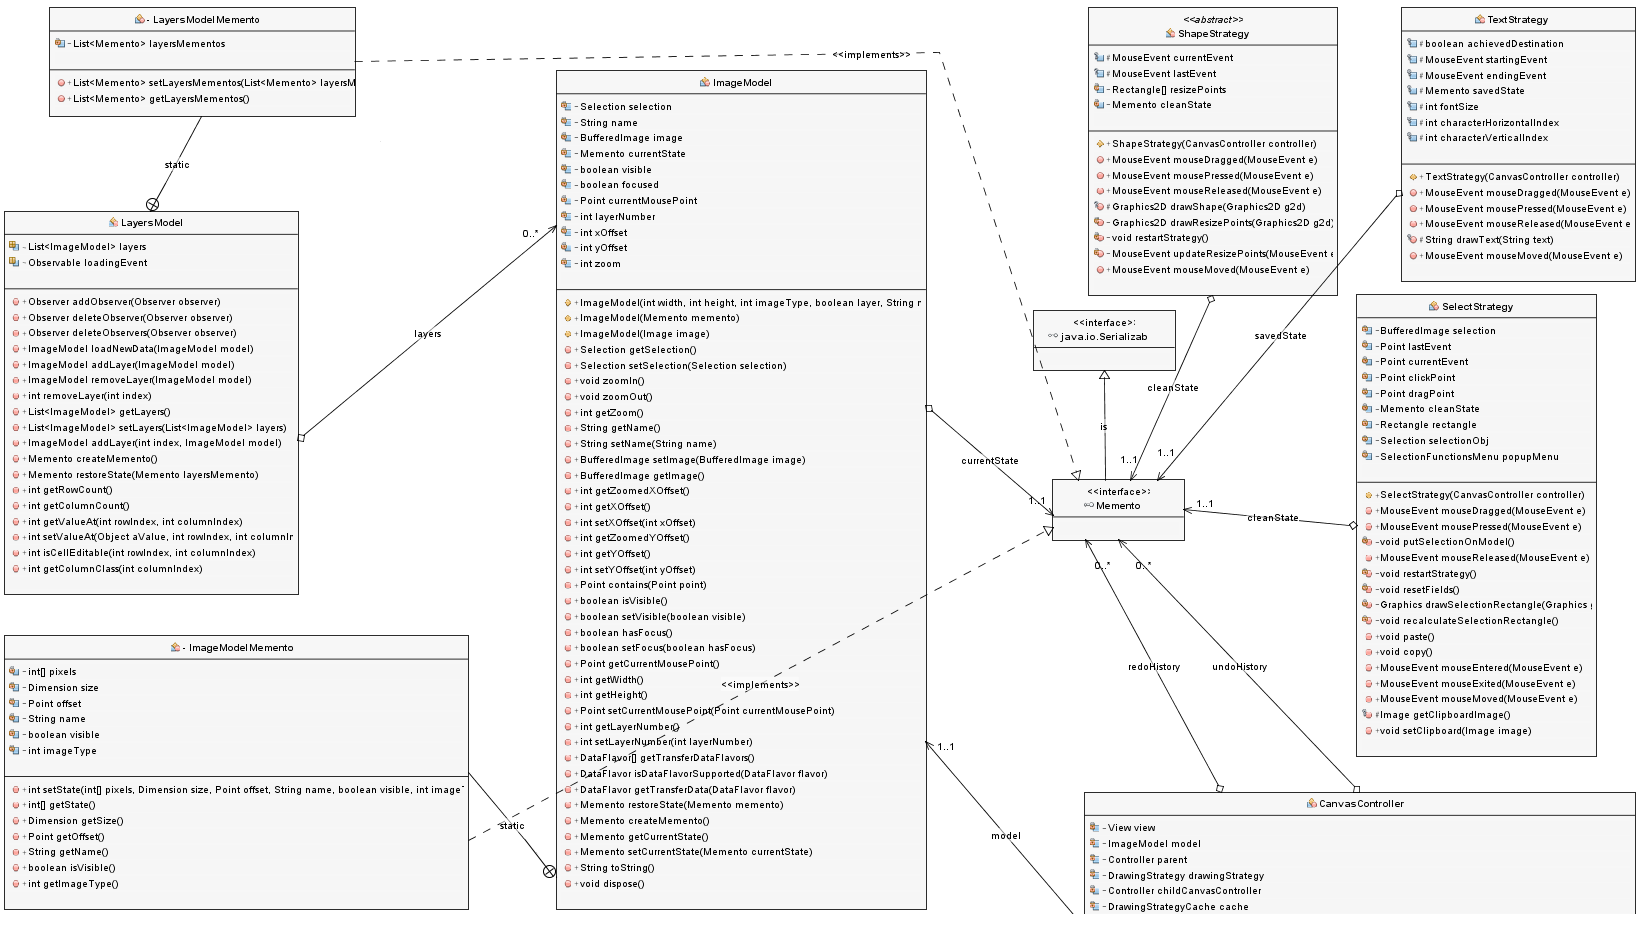 - LayersModelMemento
- List<Memento> layersMementos
+ List<Memento> setLayersMementos(List<Memento> layersM
+ List<Memento> getLayersMementos()
static
LayersModel
- List<ImageModel> layers
- Observable loadingEvent
+ Observer addObserver(Observer observer)
+ Observer deleteObserver(Observer observer)
+ Observer deleteObservers(Observer observer)
+ ImageModel loadNewData(ImageModel model)
+ ImageModel addLayer(ImageModel model)
+ ImageModel removeLayer(ImageModel model)
+ int removeLayer(int index)
+ List<ImageModel> getLayers()
+ List<ImageModel> setLayers(List<ImageModel> layers)
+ ImageModel addLayer(int index, ImageModel model)
+ Memento createMemento()
+ Memento restoreState(Memento layersMemento)
+ int getRowCount()
+ int getColumnCount()
+ int getValueAt(int rowIndex, int columnIndex)
+ int setValueAt(Object aValue, int rowIndex, int columnIn
+ int isCellEditable(int rowIndex, int columnIndex)
+ int getColumnClass(int columnIndex)
layers
0..*
- ImageModelMemento
- int[] pixels
- Dimension size
- Point offset
- String name
- boolean visible
- int imageType
+ int setState(int[] pixels, Dimension size, Point offset, String name, boolean visible, int image
+ int[] getState()
+ Dimension getSize()
+ Point getOffset()
+ String getName()
+ boolean isVisible()
+ int getImageType()
static
ImageModel
- Selection selection
- String name
- BufferedImage image
- Memento currentState
- boolean visible
- boolean focused
- Point currentMousePoint
- int layerNumber
- int xOffset
- int yOffset
- int zoom
+ ImageModel(int width, int height, int imageType, boolean layer, String n
+ ImageModel(Memento memento)
+ ImageModel(Image image)
+ Selection getSelection()
+ Selection setSelection(Selection selection)
+ void zoomIn()
+ void zoomOut()
+ int getZoom()
+ String getName()
+ String setName(String name)
+ BufferedImage setImage(BufferedImage image)
+ BufferedImage getImage()
+ int getZoomedXOffset()
+ int getXOffset()
+ int setXOffset(int xOffset)
+ int getZoomedYOffset()
+ int getYOffset()
+ int setYOffset(int yOffset)
+ Point contains(Point point)
+ boolean isVisible()
+ boolean setVisible(boolean visible)
+ boolean hasFocus()
+ boolean setFocus(boolean hasFocus)
+ Point getCurrentMousePoint()
+ int getWidth()
+ int getHeight()
+ Point setCurrentMousePoint(Point currentMousePoint)
+ int getLayerNumber()
+ int setLayerNumber(int layerNumber)
+ DataFlavor[] getTransferDataFlavors()
+ DataFlavor isDataFlavorSupported(DataFlavor flavor)
+ DataFlavor getTransferData(DataFlavor flavor)
+ Memento restoreState(Memento memento)
+ Memento createMemento()
+ Memento getCurrentState()
+ Memento setCurrentState(Memento currentState)
+ String toString()
+ void dispose()
<<implements>>
<<implements>>
currentState
1..1
1..1
model
<<abstract>>
ShapeStrategy
# MouseEvent currentEvent
# MouseEvent lastEvent
- Rectangle[] resizePoints
- Memento cleanState
+ ShapeStrategy(CanvasController controller)
+ MouseEvent mouseDragged(MouseEvent e)
+ MouseEvent mousePressed(MouseEvent e)
+ MouseEvent mouseReleased(MouseEvent e)
# Graphics2D drawShape(Graphics2D g2d)
- Graphics2D drawResizePoints(Graphics2D g2d)
- void restartStrategy()
- MouseEvent updateResizePoints(MouseEvent e
+ MouseEvent mouseMoved(MouseEvent e)
<<interface>>:
java.io.Serializab
is
cleanState
1..1
savedState
1..1
<<interface>>:
Memento
1..1
cleanState
0..*
0..*
redoHistory
undoHistory
TextStrategy
# boolean achievedDestination
# MouseEvent startingEvent
# MouseEvent endingEvent
# Memento savedState
# int fontSize
# int characterHorizontalIndex
# int characterVerticalIndex
+ TextStrategy(CanvasController controller)
+ MouseEvent mouseDragged(MouseEvent e)
+ MouseEvent mousePressed(MouseEvent e)
+ MouseEvent mouseReleased(MouseEvent e
# String drawText(String text)
+ MouseEvent mouseMoved(MouseEvent e)
SelectStrategy
- BufferedImage selection
- Point lastEvent
- Point currentEvent
- Point clickPoint
- Point dragPoint
- Memento cleanState
- Rectangle rectangle
- Selection selectionObj
- SelectionFunctionsMenu popupMenu
+ SelectStrategy(CanvasController controller)
+ MouseEvent mouseDragged(MouseEvent e)
+ MouseEvent mousePressed(MouseEvent e)
- void putSelectionOnModel()
+ MouseEvent mouseReleased(MouseEvent e)
- void restartStrategy()
- void resetFields()
- Graphics drawSelectionRectangle(Graphics g
- void recalculateSelectionRectangle()
+ void paste()
+ void copy()
+ MouseEvent mouseEntered(MouseEvent e)
+ MouseEvent mouseExited(MouseEvent e)
+ MouseEvent mouseMoved(MouseEvent e)
# Image getClipboardImage()
+ void setClipboard(Image image)
CanvasController
- View view
- ImageModel model
- Controller parent
- DrawingStrategy drawingStrategy
- Controller childCanvasController
- DrawingStrategyCache cache